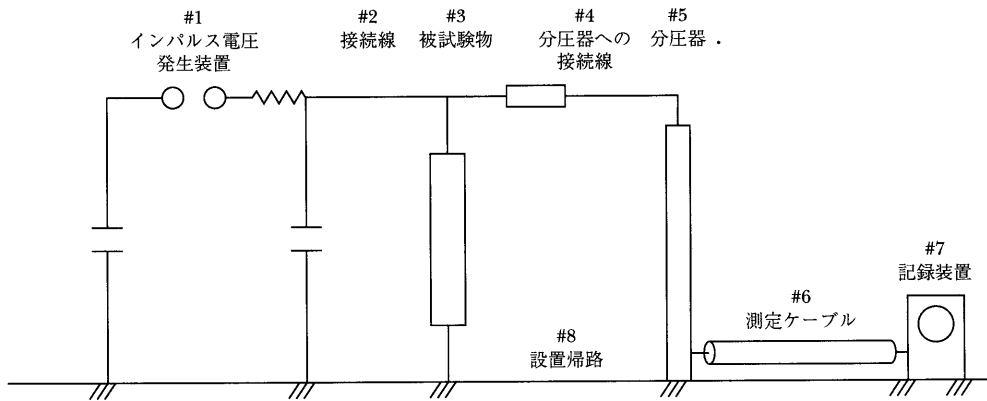 #1
インパルス電圧
発生装置
#2
接続線
#3
被試験物
#4
分圧器への
接続線
#5
分圧器．
#6
測定ケーブル
#7
記録装置
#8
設置帰路